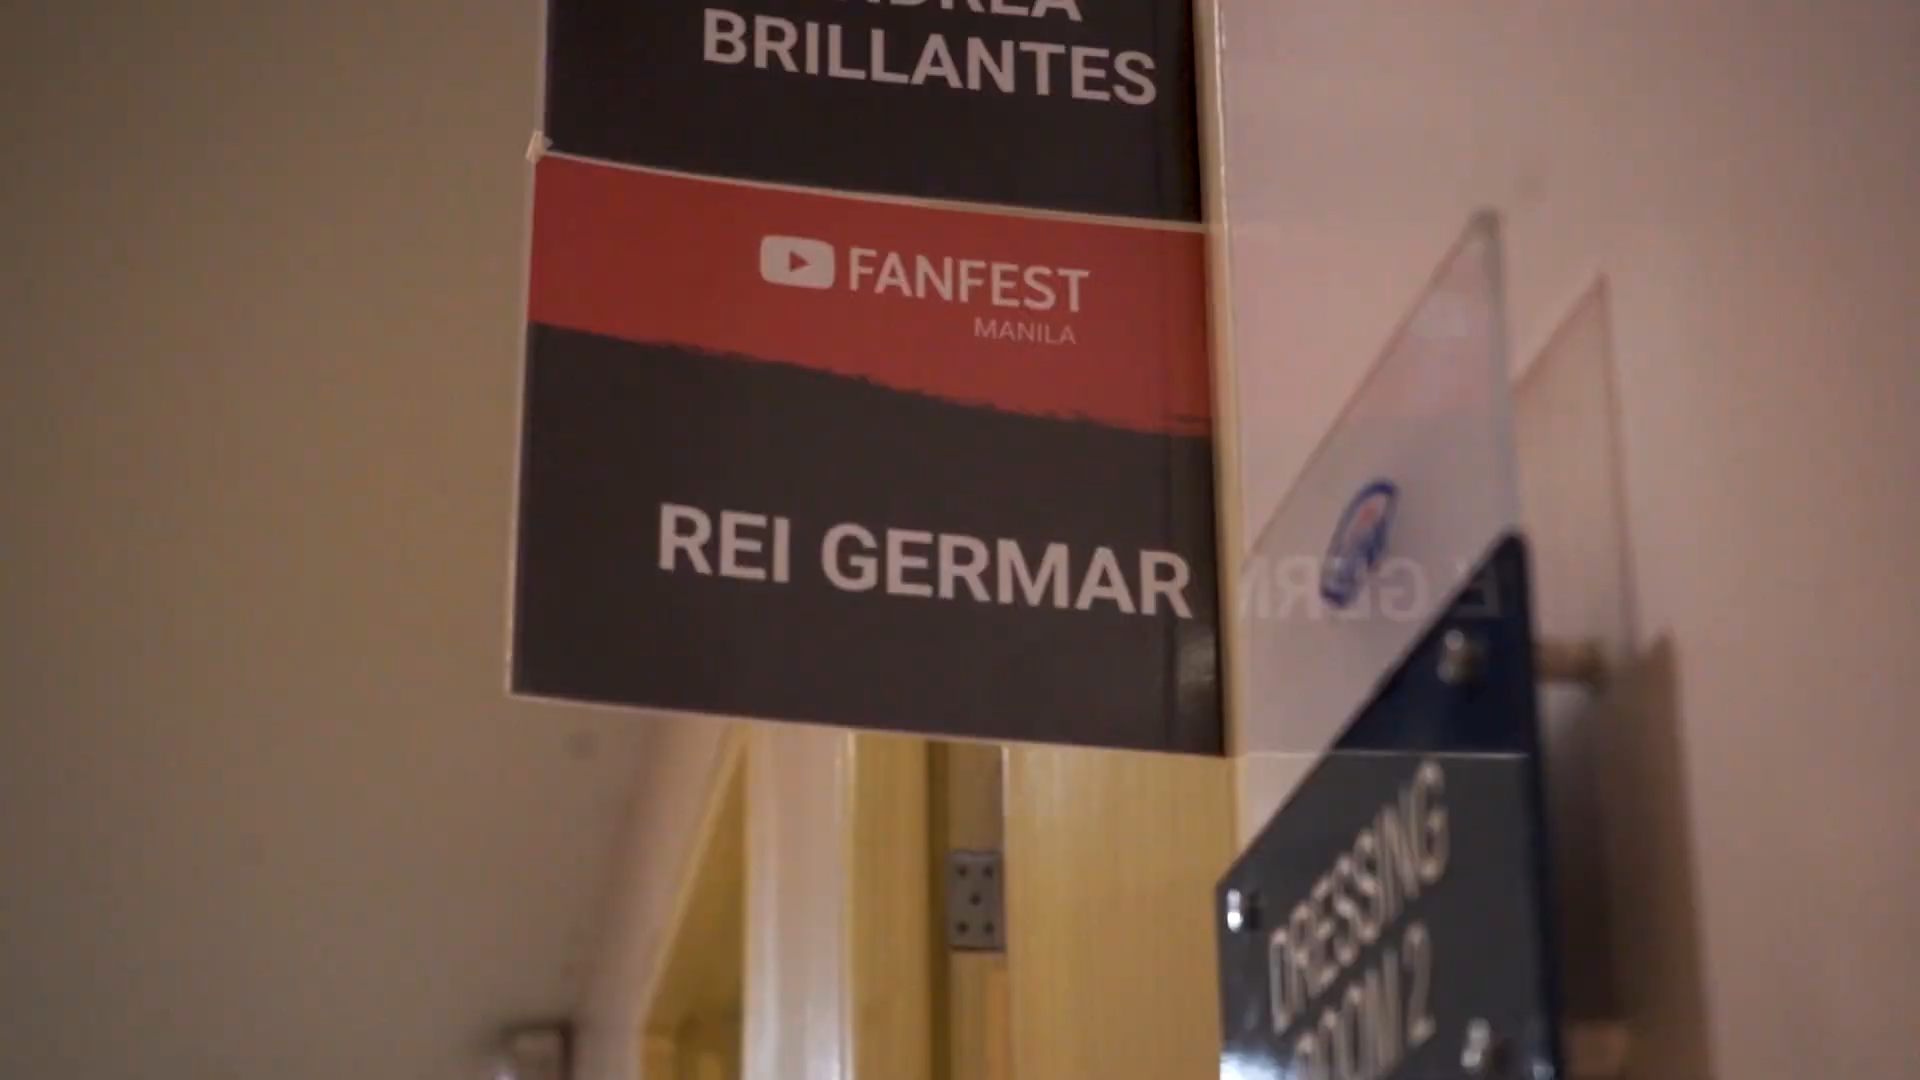 BRILLANTES
FANFEST
MANILA
REI GERMAR
DRESSING
ROOM 2